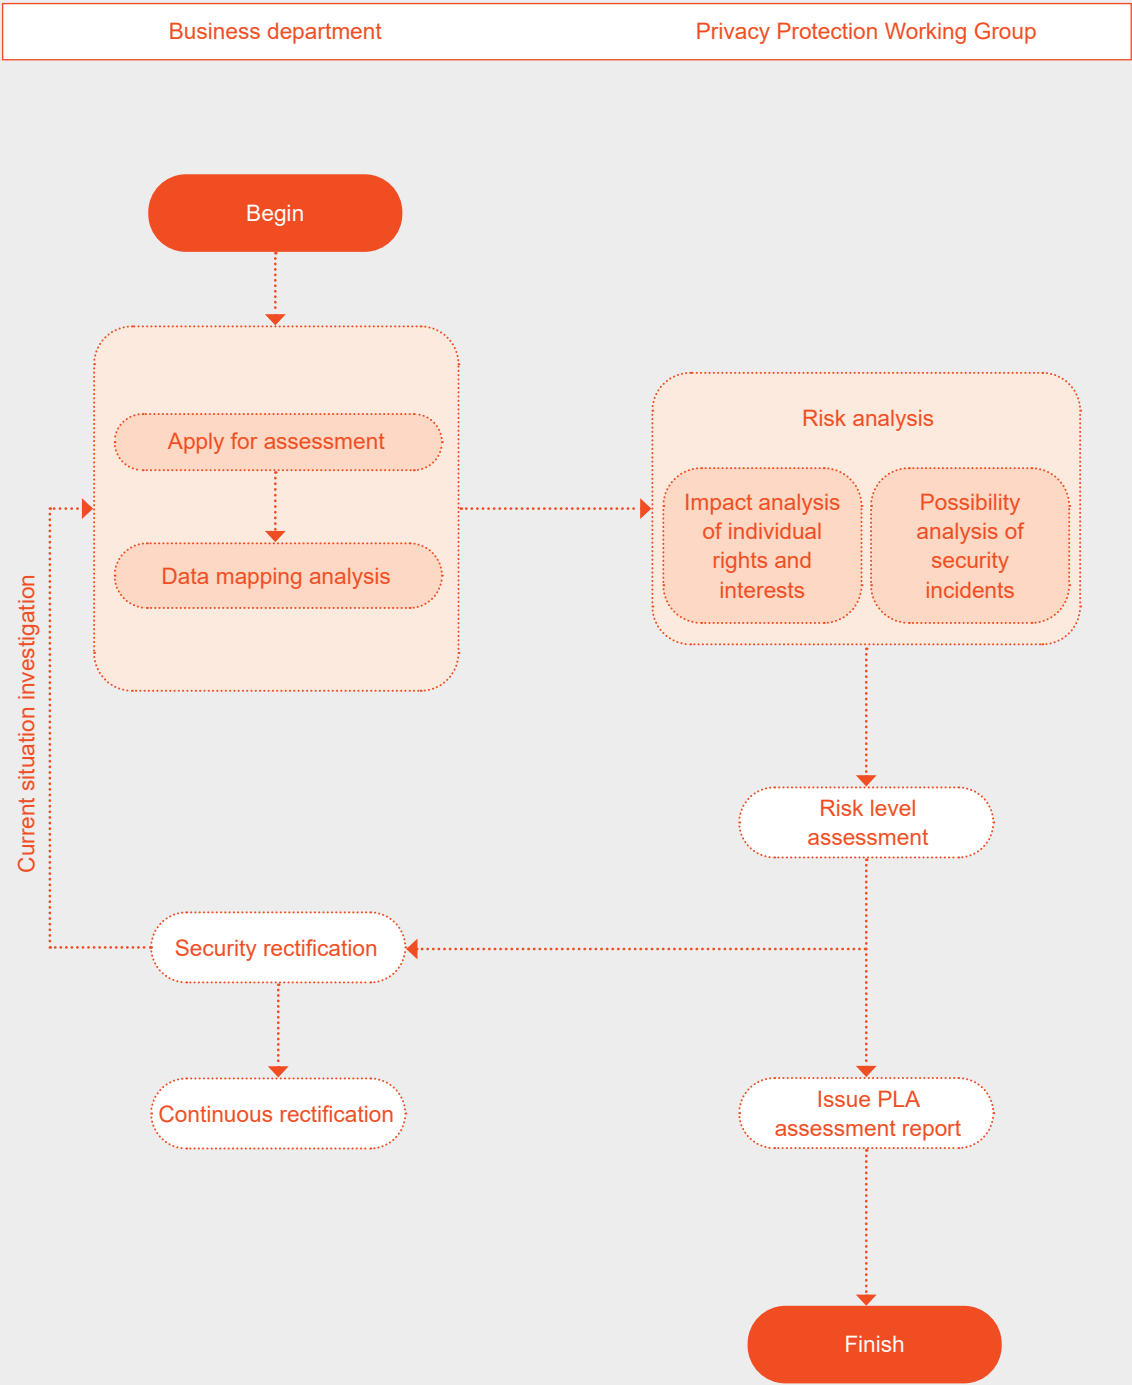 Business department
Privacy Protection Working Group
Begin
Apply for assessment
Data mapping analysis
Risk analysis
Impact analysis
of individual
rights and
interests
Possibility
analysis of
security
incidents
Current situation investigation
Risk level
assessment
Security rectification
Continuous rectification
Issue PLA
assessment report
Finish